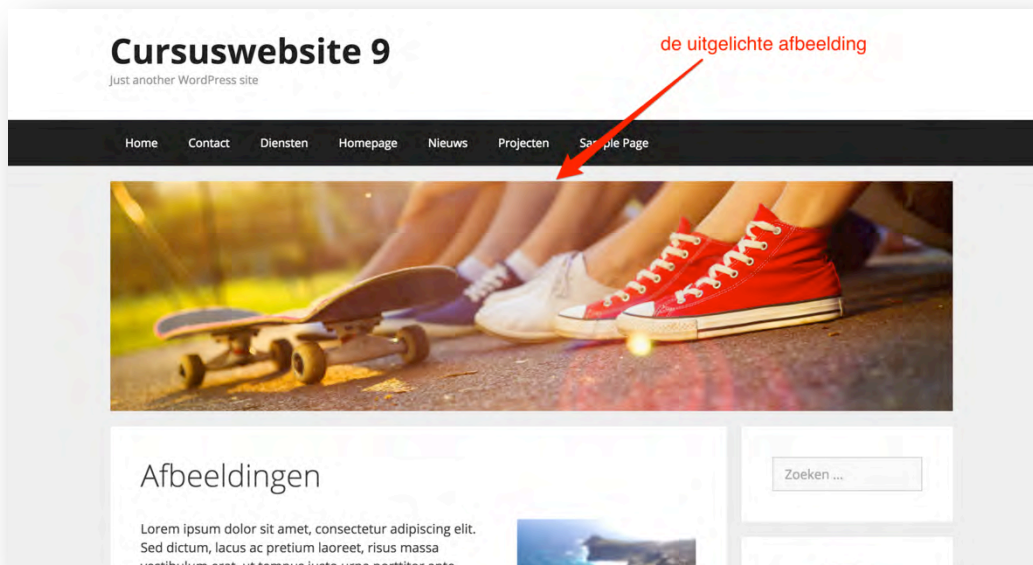 Cursuswebsite 9
Just another WordPress site
de uitgelichte afbeelding
Home Contact Diensten Homepage Nieuws Projecten Sample Page
Afbeeldingen
Zoeken ...
Lorem ipsum dolor sit amet, consectetur adipiscing elit.
Sed dictum, lacus ac pretium laoreet, risus massa